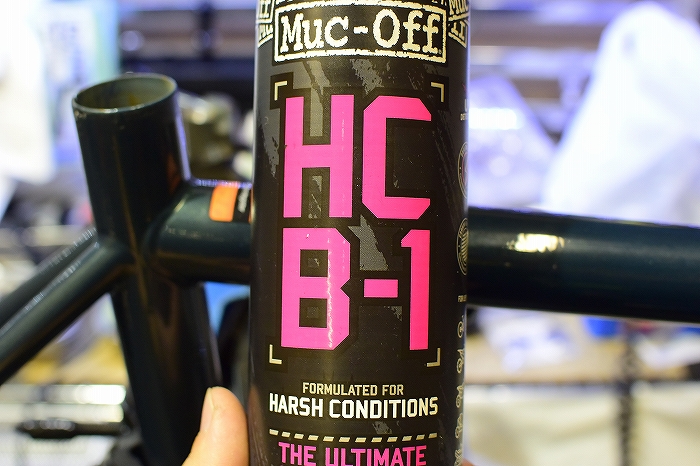 Muc-Off
HC
B-1
FORMULATED FOR
HARSH CONDITIONS
THE ULTIMATE